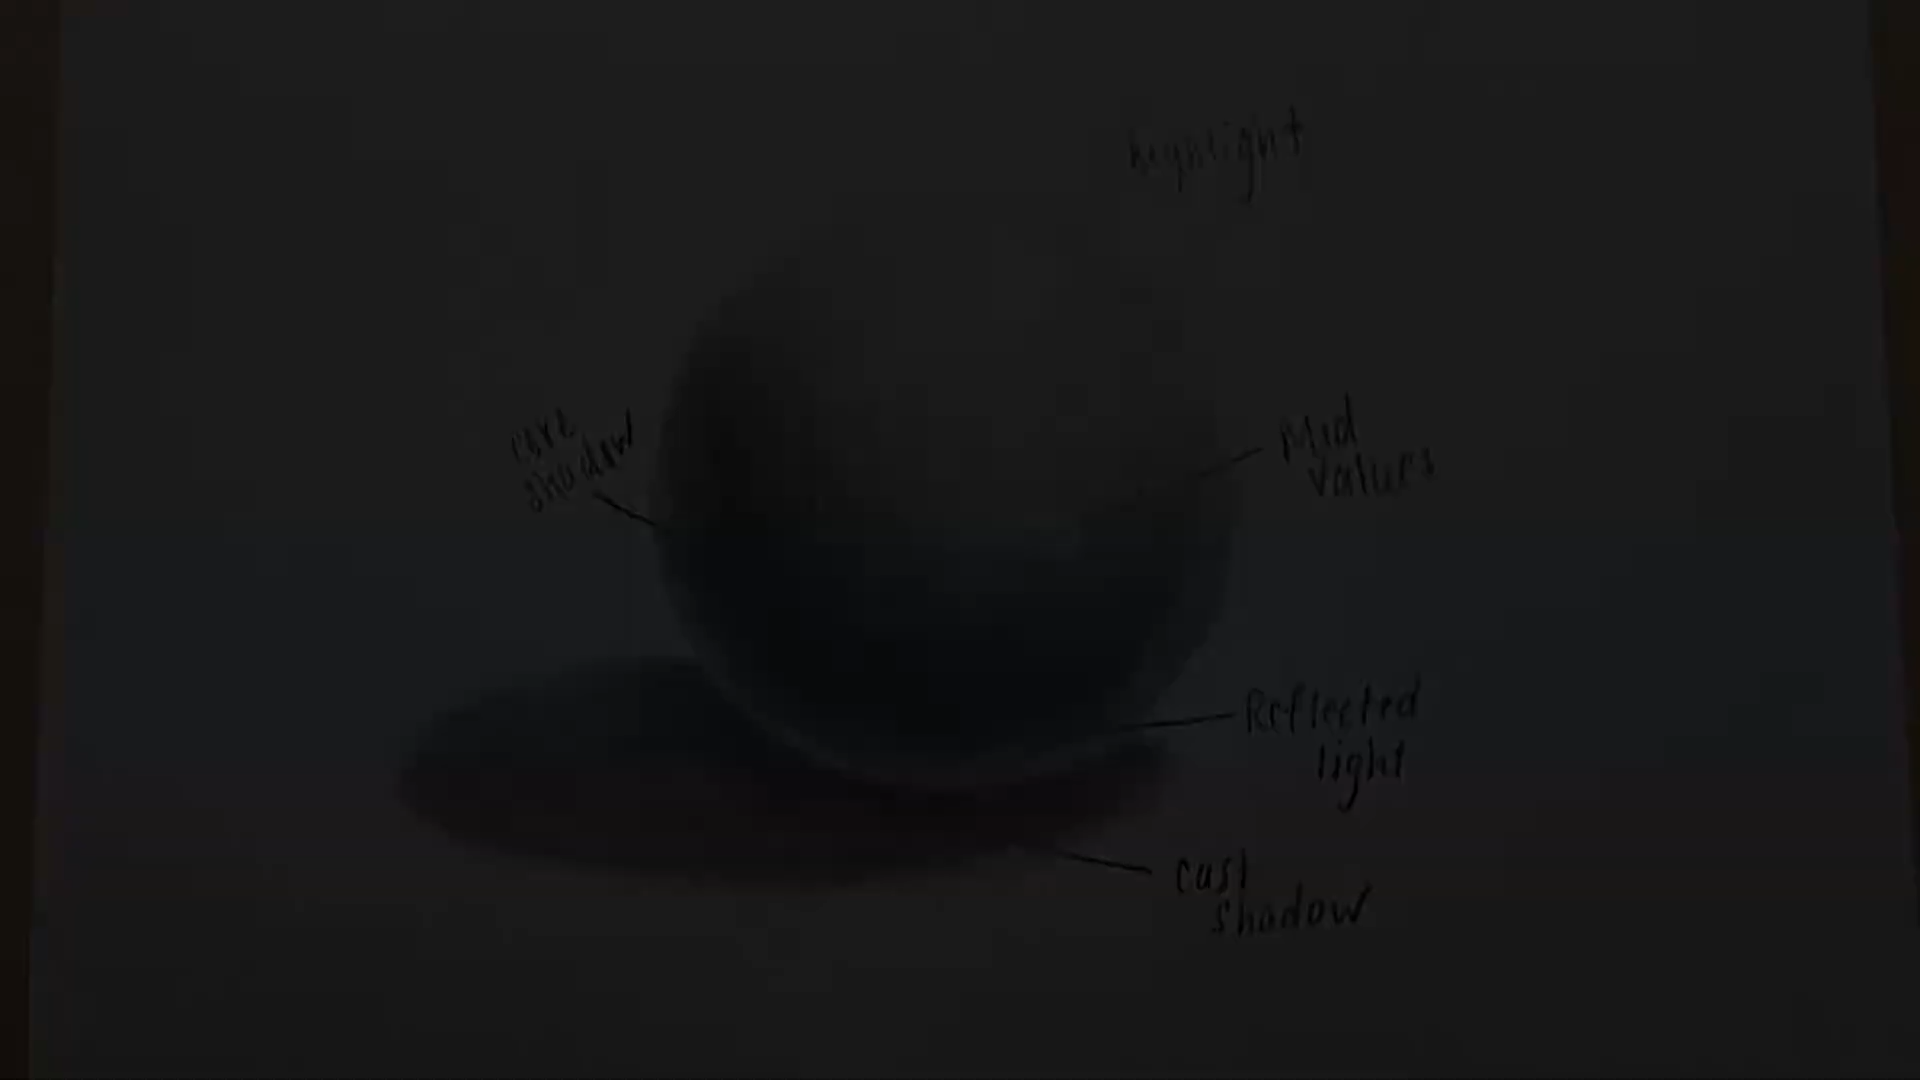 highlight
core
shadow
Mid
Values
Reflected
light
cast
shadow